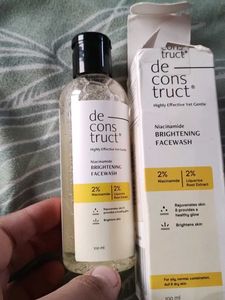 de
cons
truct®
Highly Effective Yet Gentle
Niacinamide
BRIGHTENING
FACEWASH
2%
Niacinamide
2%
Liquorice
Root Extract
Rejuvenates skin
& provides a healthy glow
Brightens skin
100 ml
cons
truct®
de
cons
truct®
Highly Effective Yet Gentle
Niacinamide
BRIGHTENING
FACEWASH
2%
Niacinamide
2%
Liquorice
Root Extract
Rejuvenates skin
& provides a
healthy glow
Brightens skin
For oily, normal, combination,
dull & dry skin
100 ml